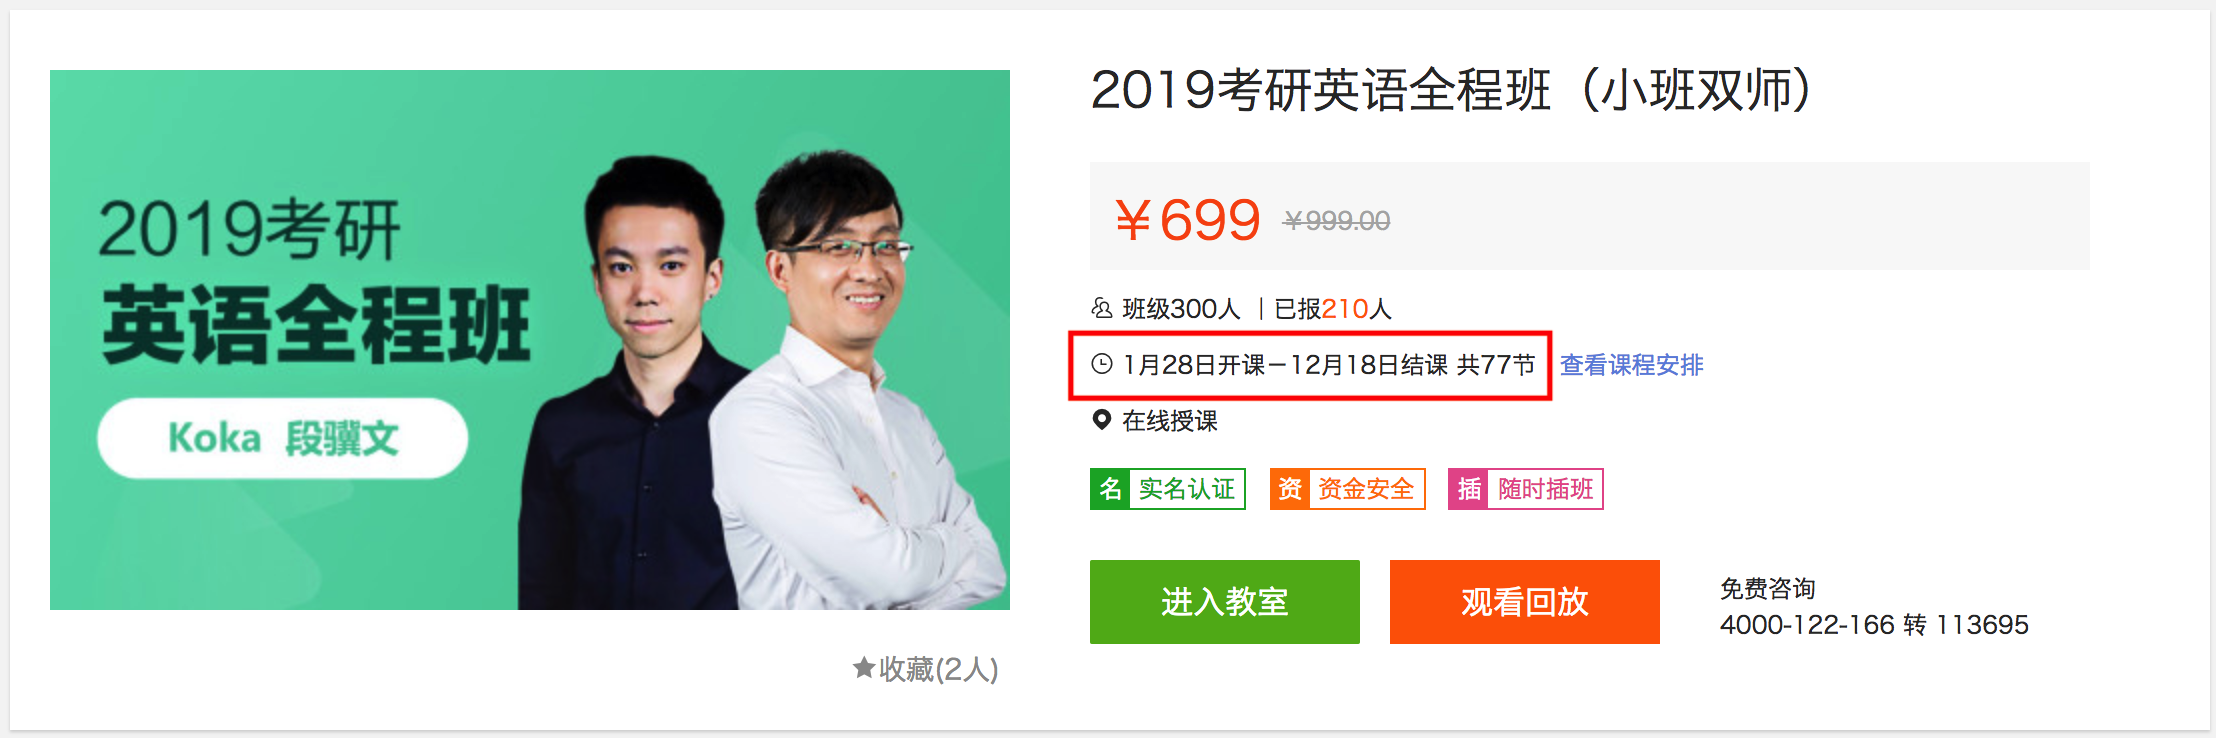 2019考研
英语全程班
Koka 段骥文
★收藏(2人)
2019考研英语全程班（小班双师）
￥699 ￥999.00
班级300人 | 已报210人
1月28日开课－12月18日结课 共77节 查看课程安排
在线授课
名 实名认证 资 资金安全 插 随时插班
进入教室 观看回放
免费咨询
4000-122-166 转 113695